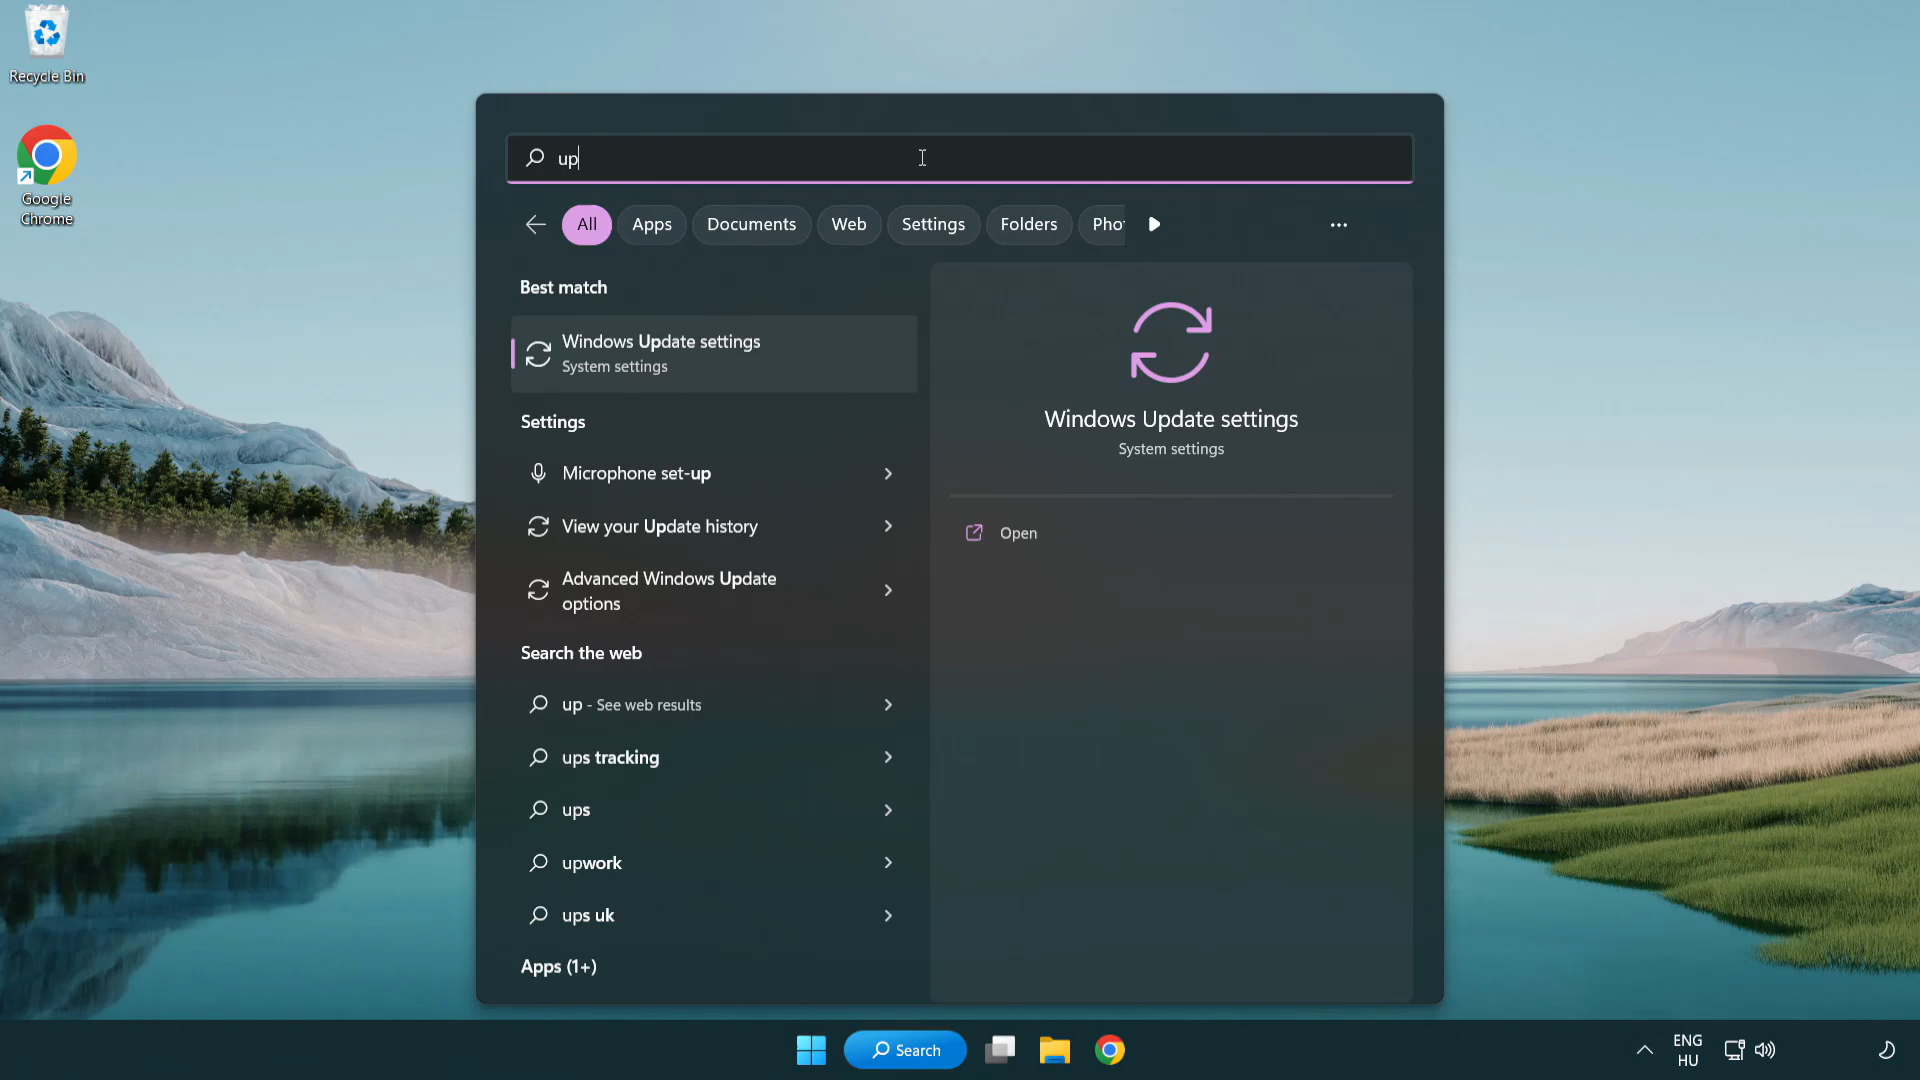 Recycle Bin
Google
Chrome
up
All
Apps
Documents
Web
Settings
Folders
Pho
Best match
Windows Update settings
System settings
Settings
Microphone set-up
View your Update history
Advanced Windows Update
options
Search the web
up - See web results
ups tracking
ups
upwork
ups uk
Apps (1+)
Windows Update settings
System settings
Open
Search
ENG
HU